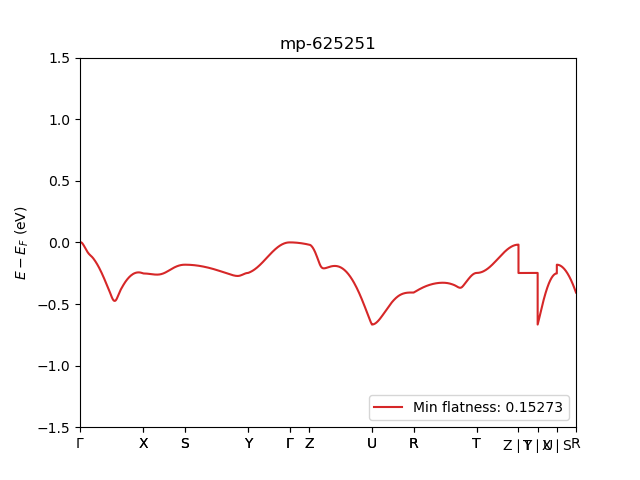 mp-625251
1.5
1.0
0.5
0.0
−0.5
−1.0
−1.5
E − E_F (eV)
Min flatness: 0.15273
Γ X S Y Γ Z U R T Z | T Y | X U | S R